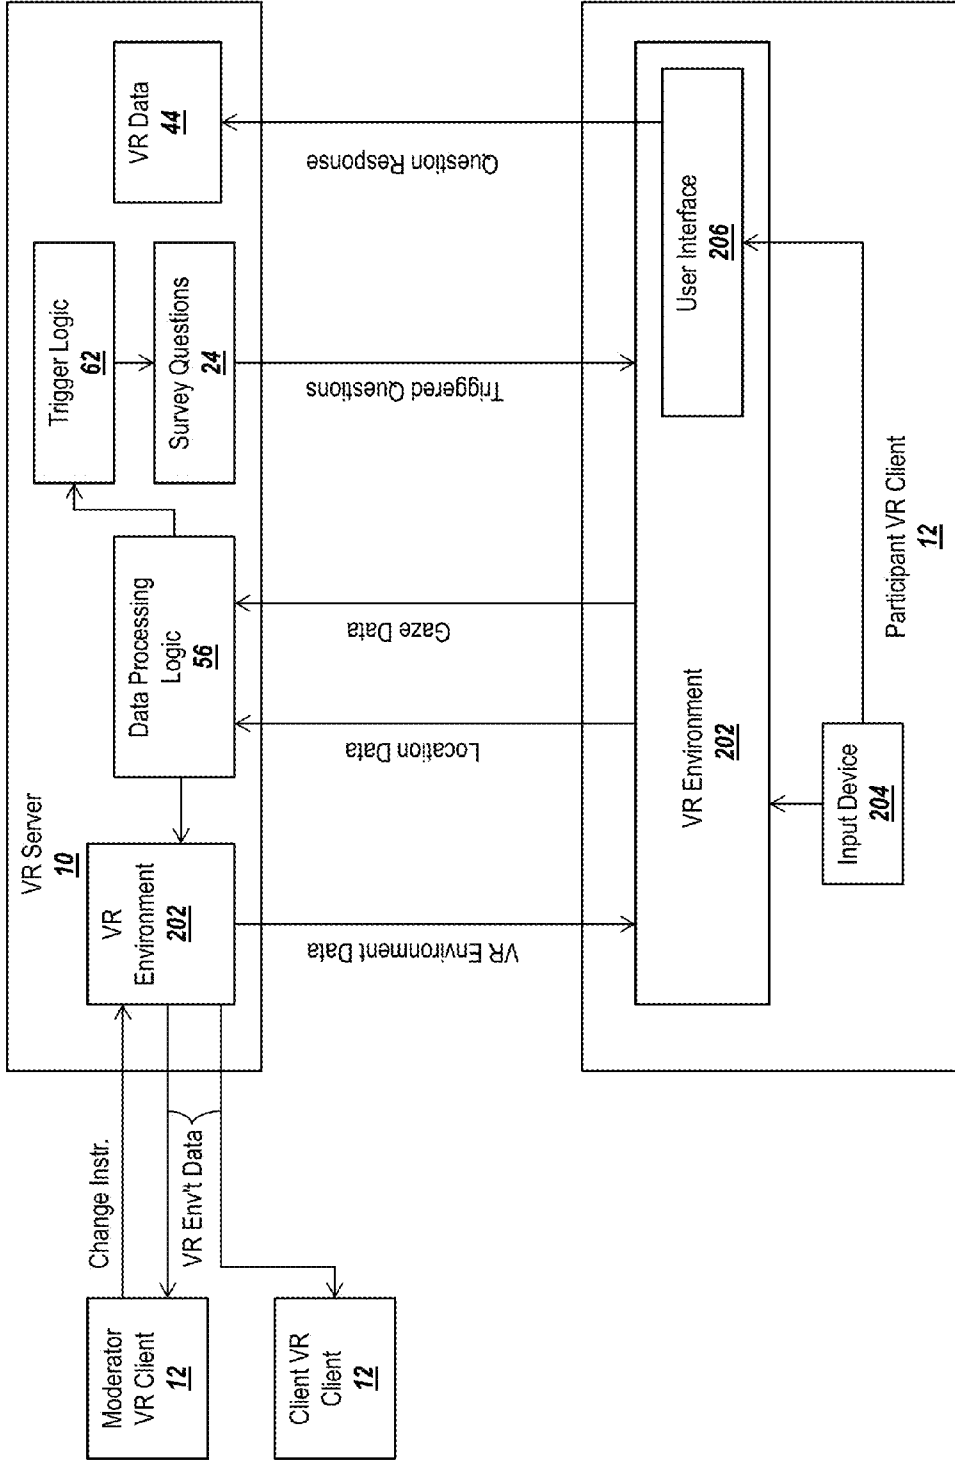 VR Server
10
VR Data
44
Trigger Logic
62
Survey Questions
24
Data Processing
Logic
56
VR
Environment
202
Change Instr.
VR Env't Data
Moderator
VR Client
12
Client VR
Client
12
VR Environment Data
Location Data
Gaze Data
Triggered Questions
Question Response
VR Environment
202
User Interface
206
Input Device
204
Participant VR Client
12